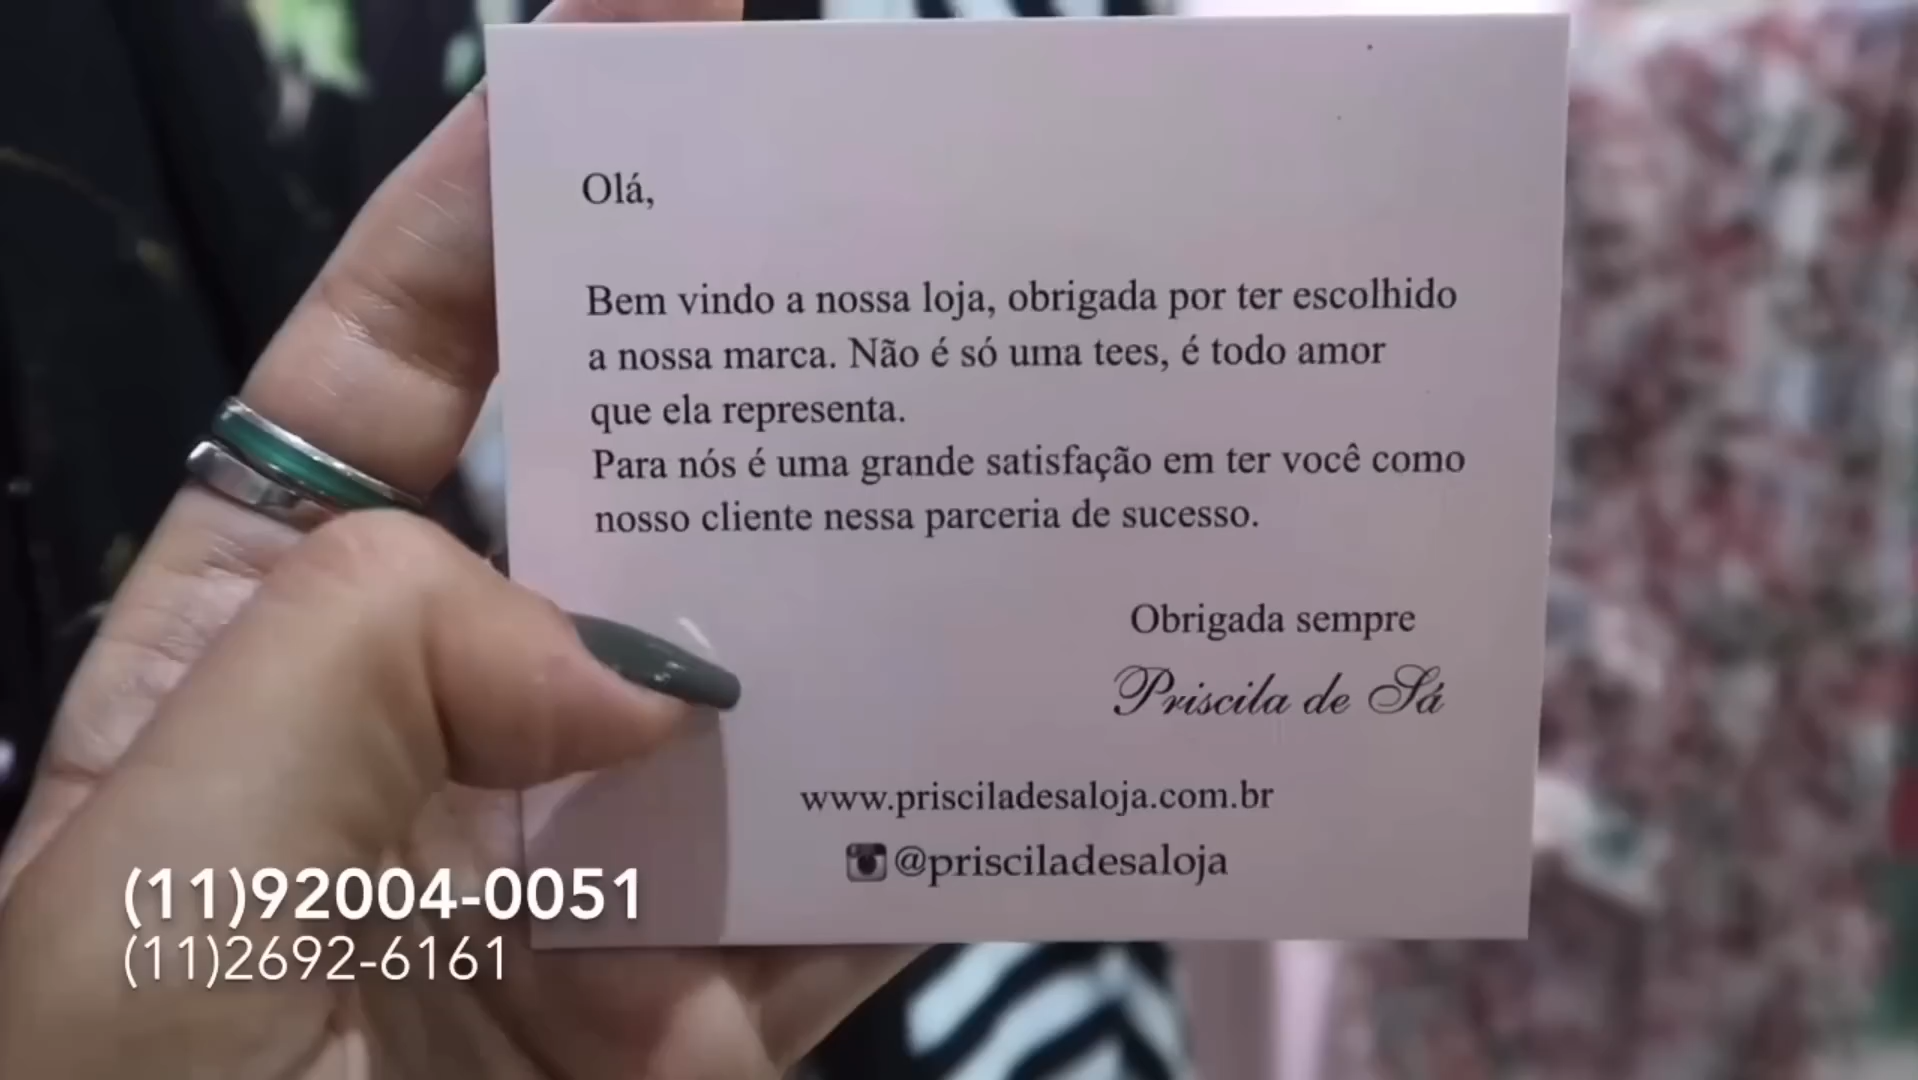 Olá,
Bem vindo a nossa loja, obrigada por ter escolhido
a nossa marca. Não é só uma tees, é todo amor
que ela representa.
Para nós é uma grande satisfação em ter você como
nosso cliente nessa parceria de sucesso.
Obrigada sempre
Priscila de Sá
www.prisciladesaloja.com.br
@prisciladesaloja
(11)92004-0051
(11)2692-6161